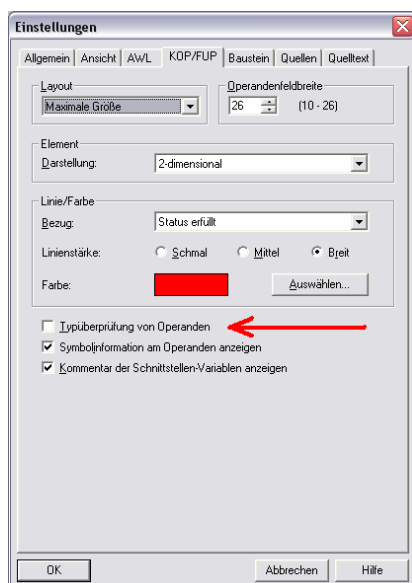 Einstellungen
Allgemein Ansicht AWL KOP/FUP Baustein Quellen Quelltext
Layout Operandenfeldbreite
Maximale Größe 26 (10 - 26)
Element
Darstellung: 2-dimensional
Linie/Farbe
Bezug: Status erfüllt
Linienstärke: Schmal Mittel Breit
Farbe: Auswählen...
Typüberprüfung von Operanden
Symbolinformation am Operanden anzeigen
Kommentar der Schnittstellen-Variablen anzeigen
OK Abbrechen Hilfe